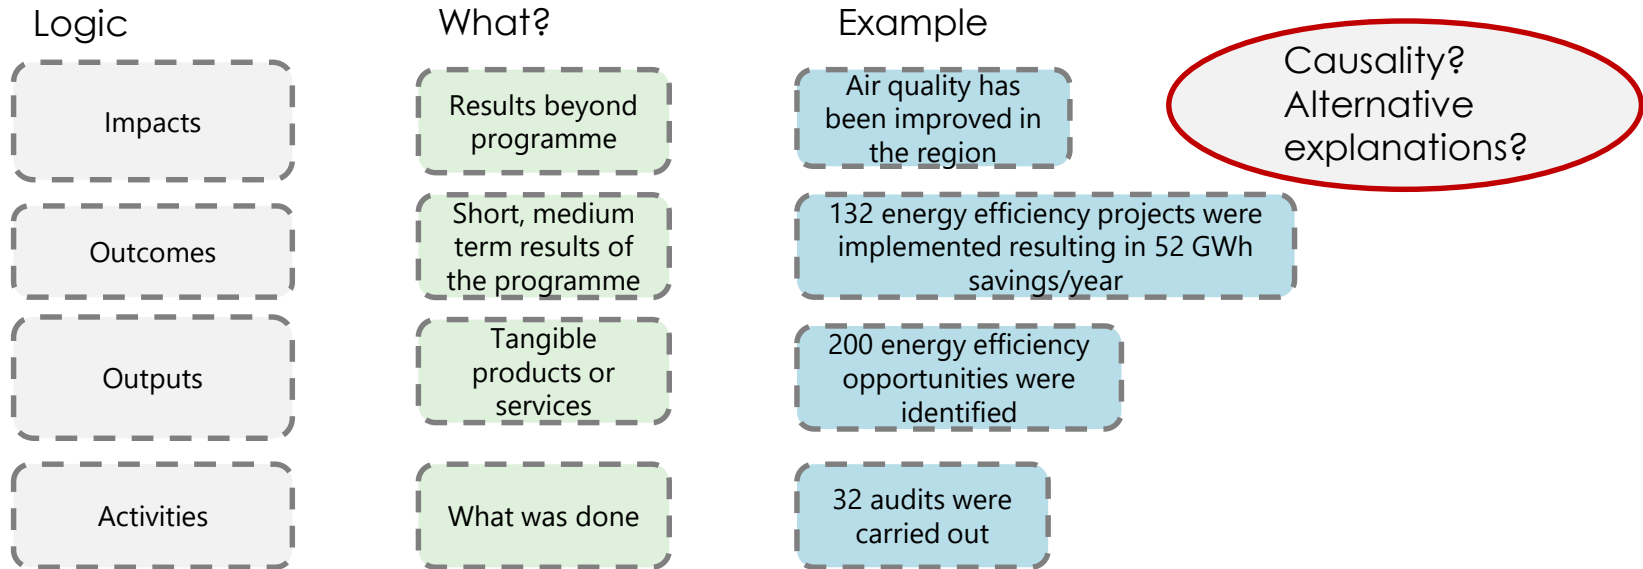 Logic
What?
Example
Causality?
Alternative
explanations?
Impacts
Results beyond
programme
Air quality has
been improved in
the region
Outcomes
Short, medium
term results of
the programme
132 energy efficiency projects were
implemented resulting in 52 GWh
savings/year
Outputs
Tangible
products or
services
200 energy efficiency
opportunities were
identified
Activities
What was done
32 audits were
carried out